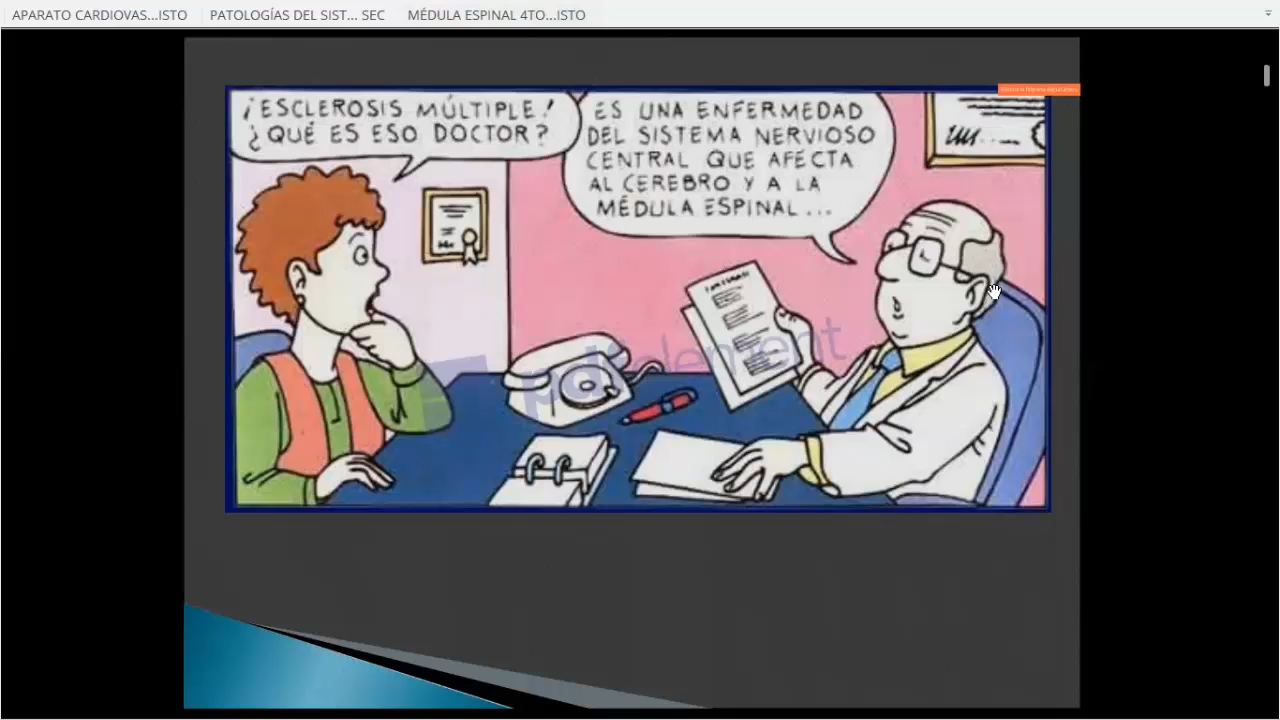 APARATO CARDIOVAS...ISTO
PATOLOGÍAS DEL SIST... SEC
MÉDULA ESPINAL 4TO...ISTO
¡ESCLEROSIS MÚLTIPLE!
¿QUÉ ES ESO DOCTOR?
ES UNA ENFERMEDAD
DEL SISTEMA NERVIOSO
CENTRAL QUE AFECTA
AL CEREBRO Y A LA
MÉDULA ESPINAL...
pdfelement